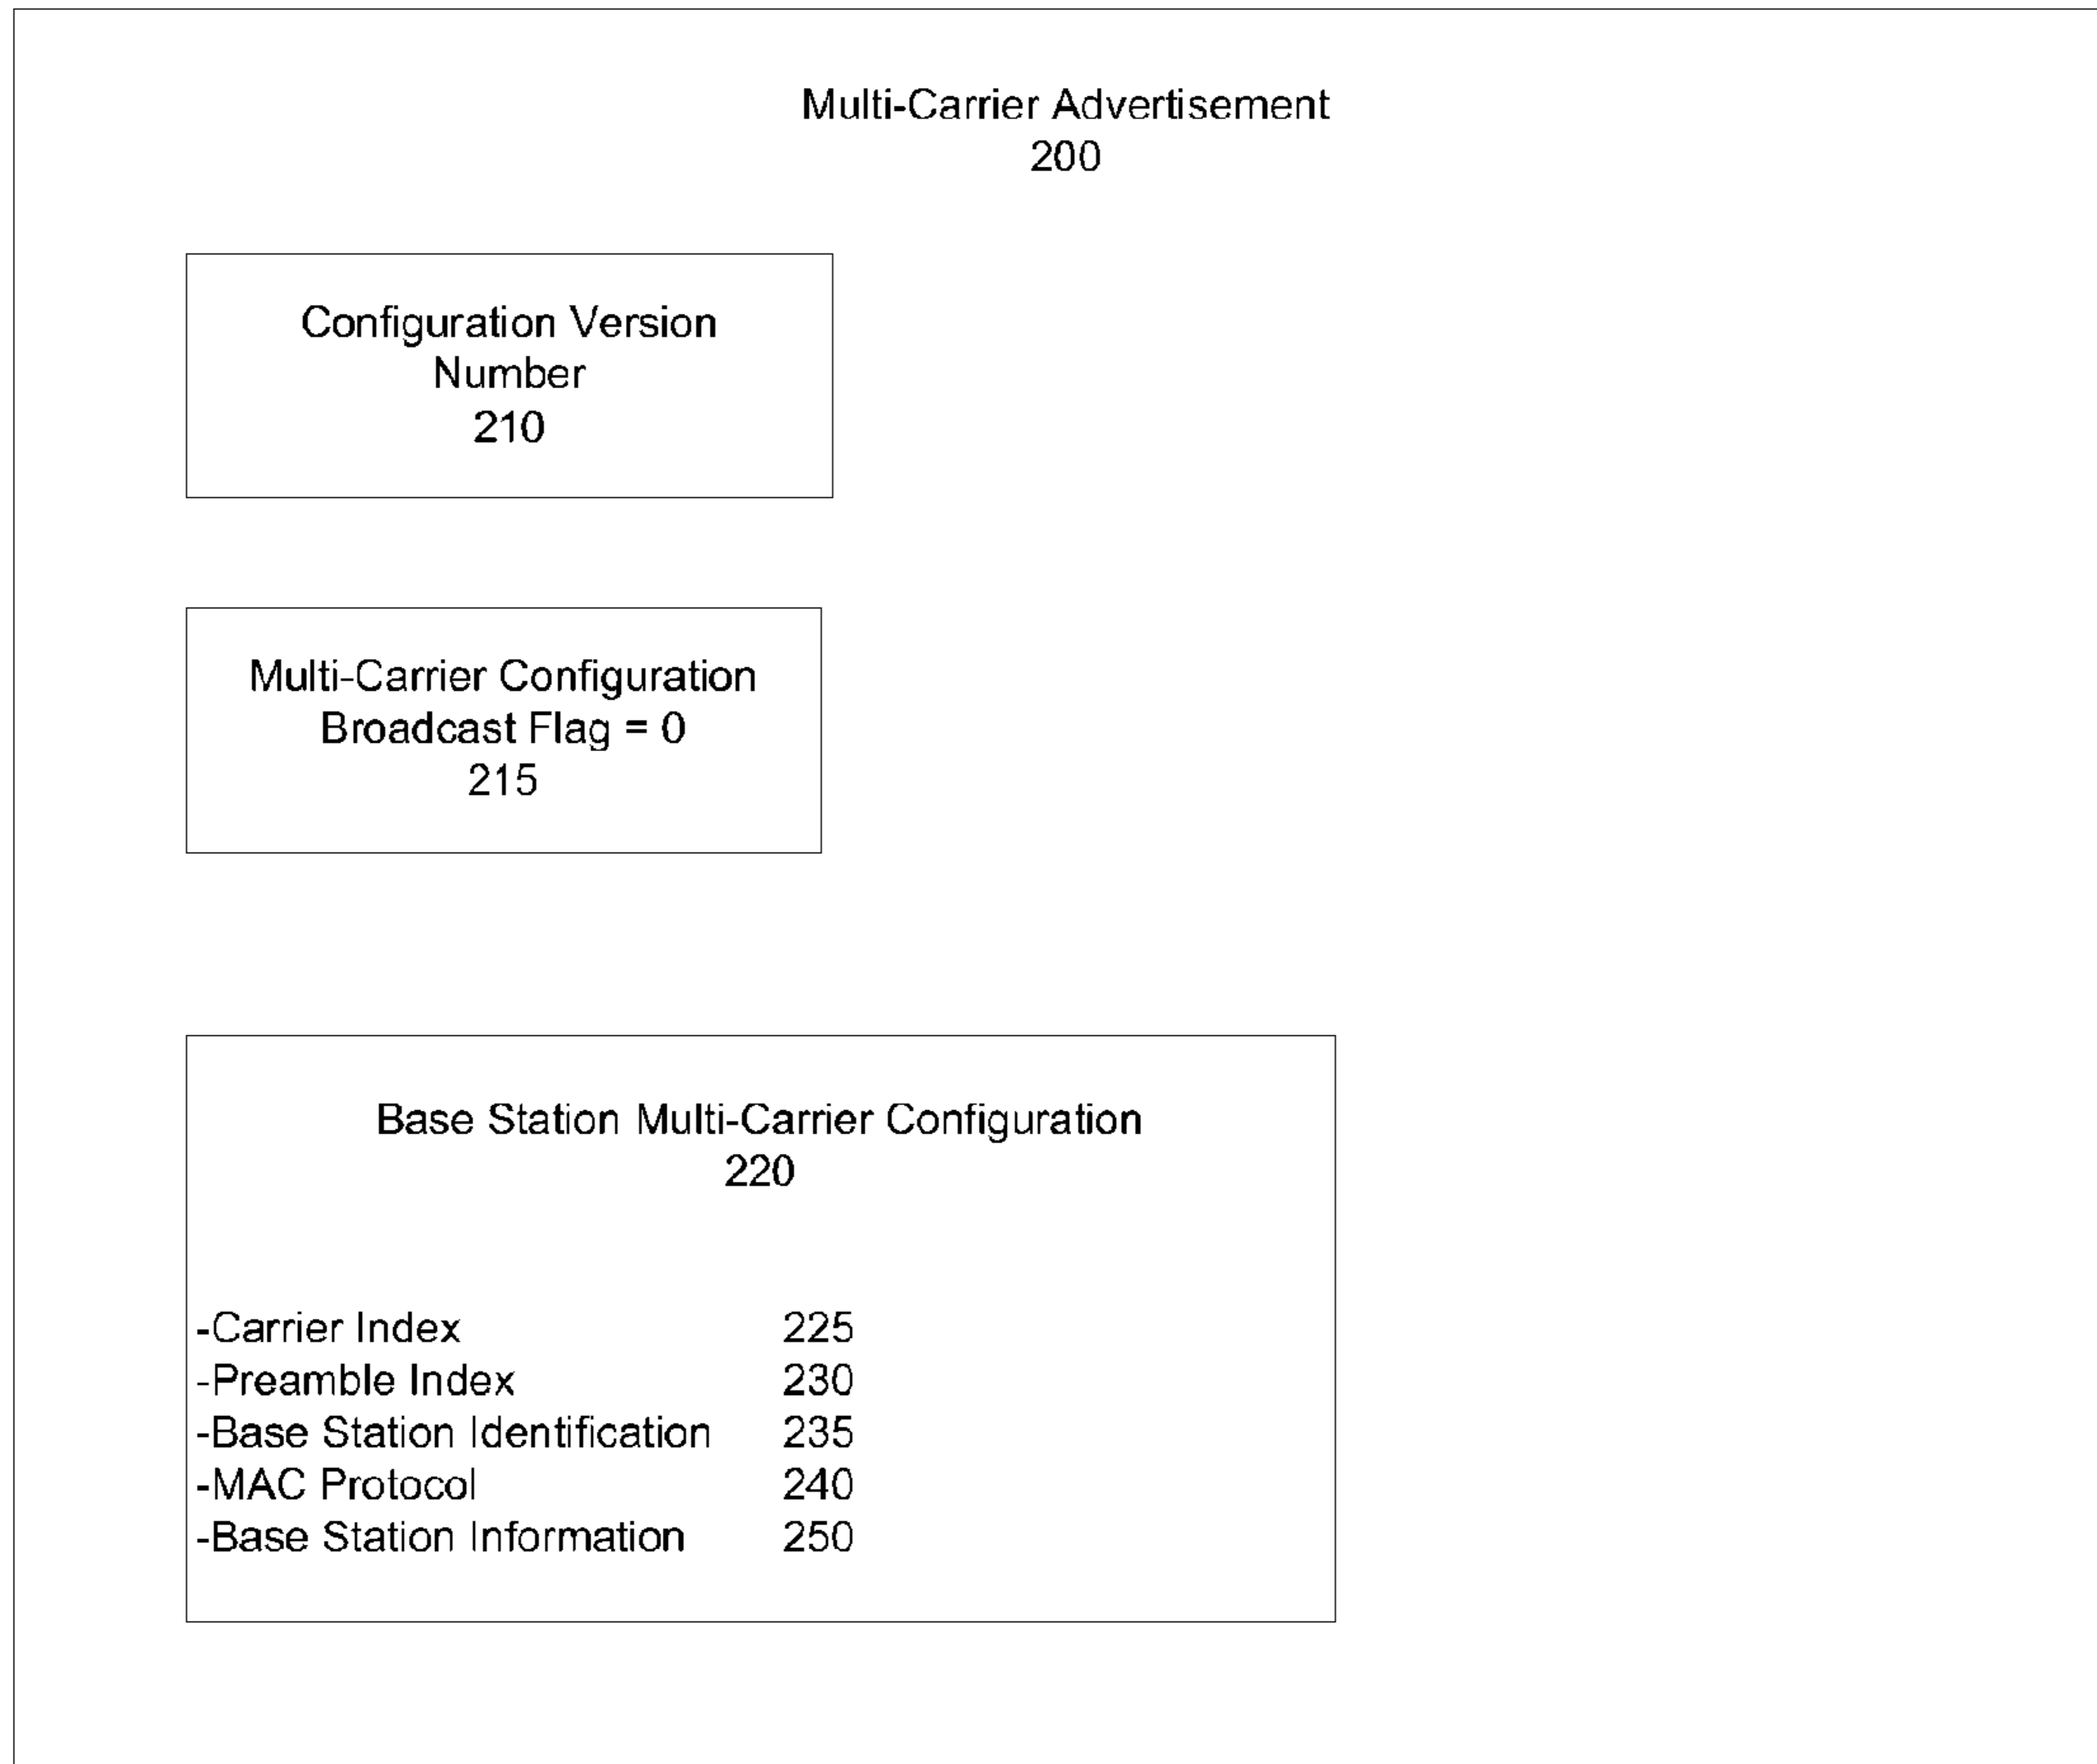 Multi-Carrier Advertisement
200
Configuration Version
Number
210
Multi-Carrier Configuration
Broadcast Flag = 0
215
Base Station Multi-Carrier Configuration
220
-Carrier Index 225
-Preamble Index 230
-Base Station Identification 235
-MAC Protocol 240
-Base Station Information 250